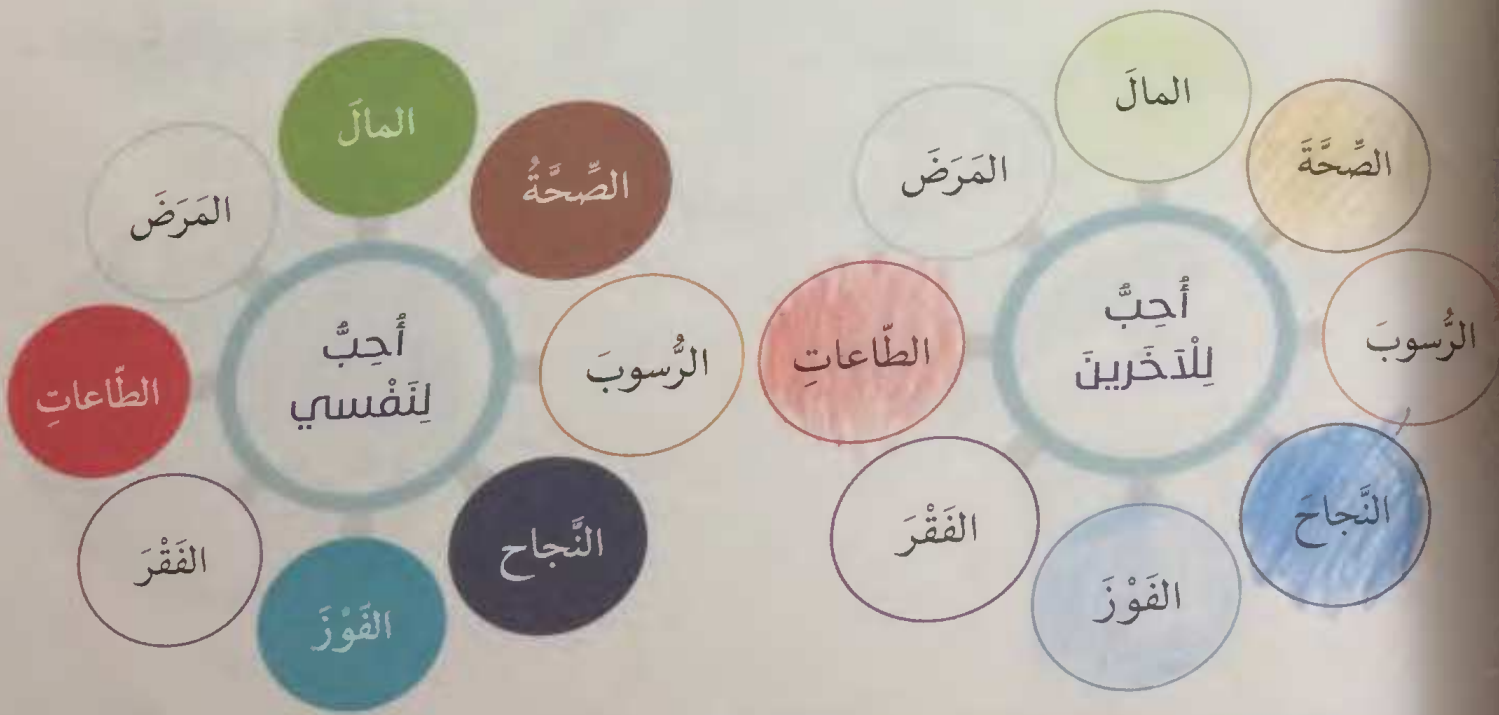 أُحِبُّ
لِلْآخَرينَ
المالَ
الصِّحَّةَ
الرُّسوبَ
النَّجاحَ
الفَوْزَ
الفَقْرَ
الطّاعاتِ
المَرَضَ
أُحِبُّ
لِنَفْسي
المالَ
الصِّحَّةُ
الرُّسوبَ
النَّجاح
الفَوْزَ
الفَقْرَ
الطّاعاتِ
المَرَضَ